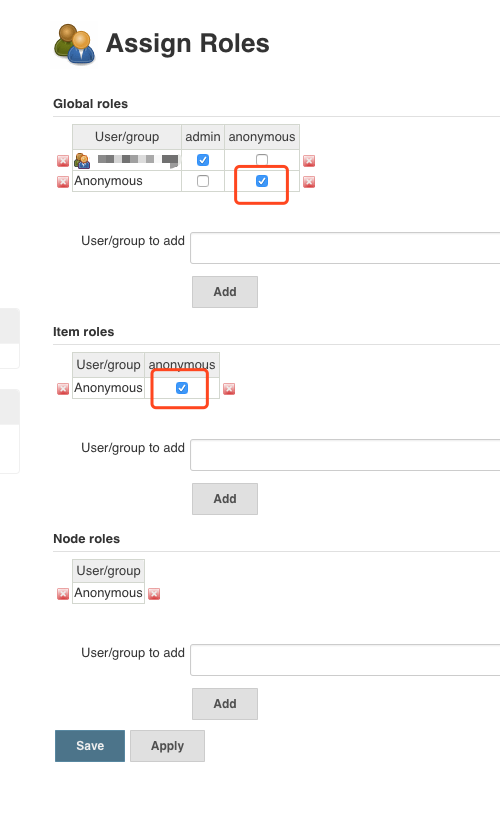 Assign Roles
Global roles
User/group admin anonymous
Anonymous
User/group to add
Add
Item roles
User/group anonymous
Anonymous
User/group to add
Add
Node roles
User/group
Anonymous
User/group to add
Add
Save Apply